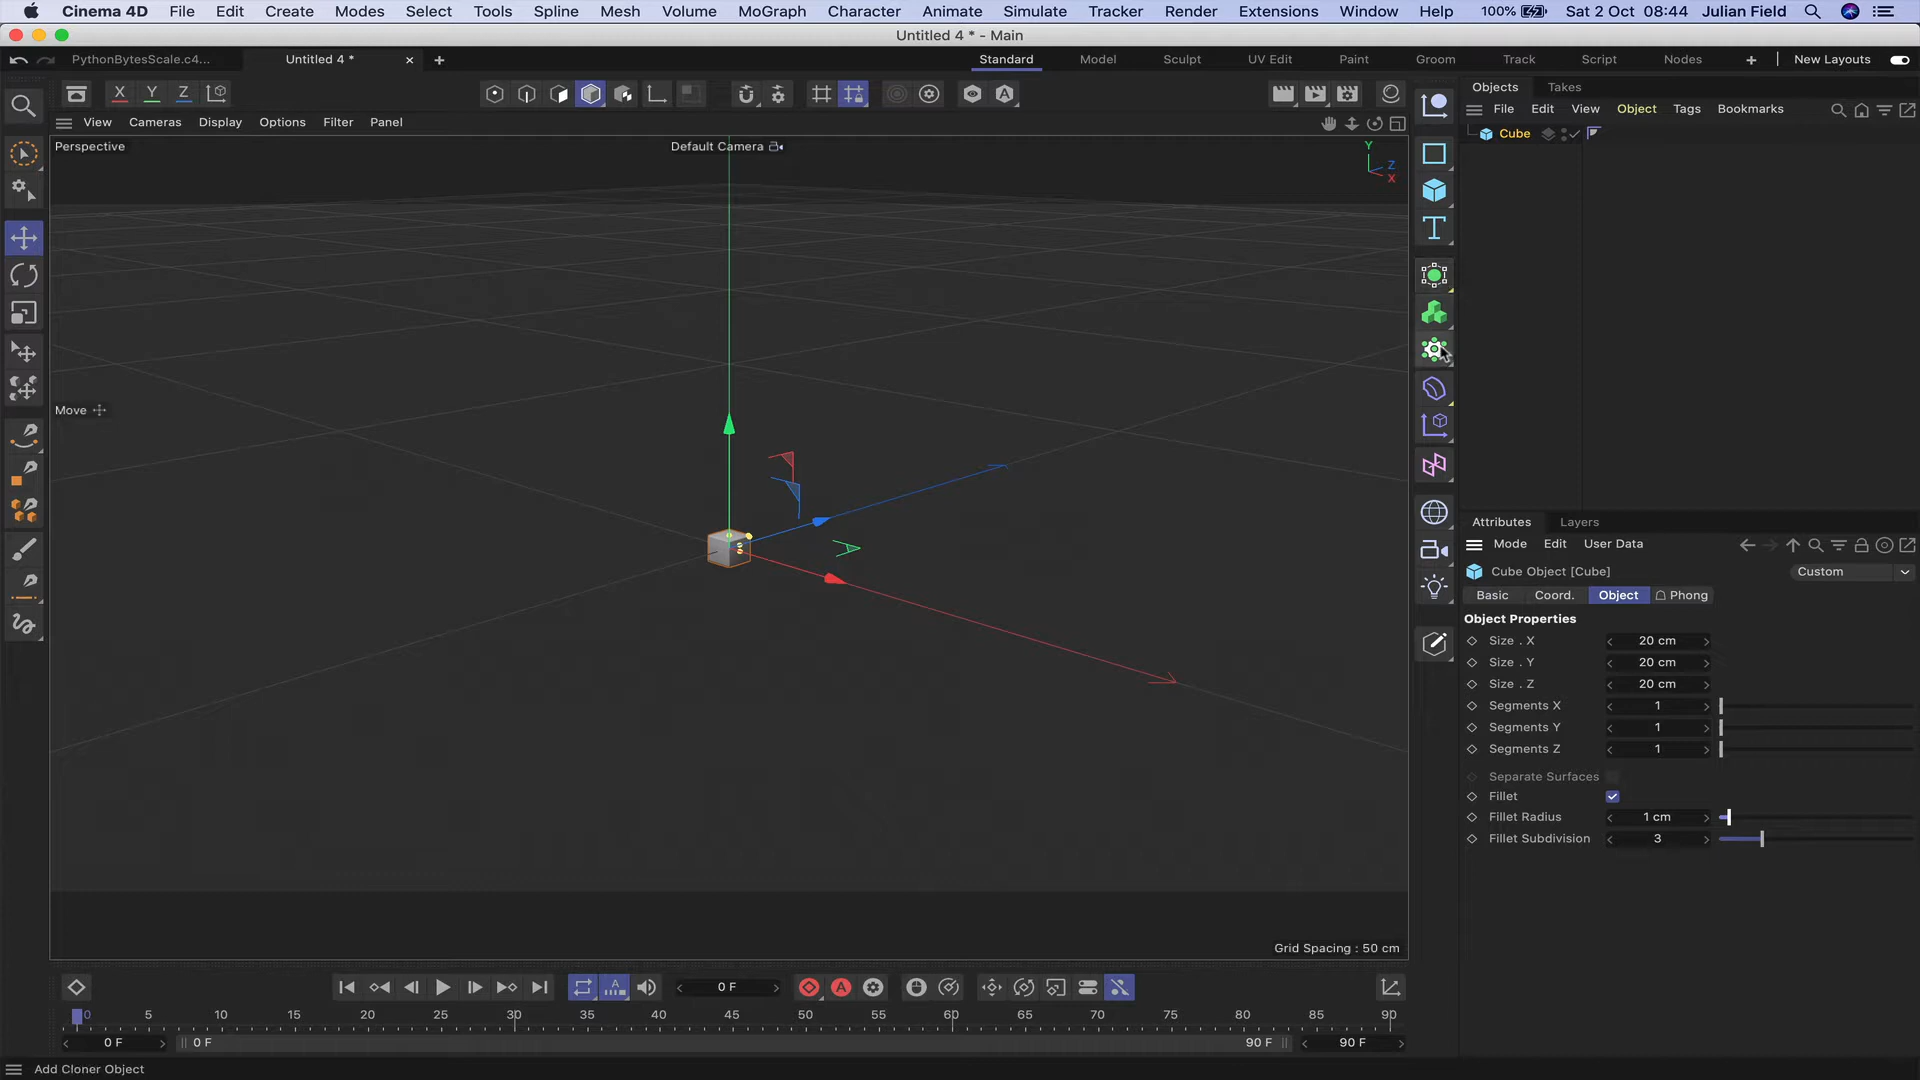 Cinema 4D File Edit Create Modes Select Tools Spline Mesh Volume MoGraph Character Animate Simulate Tracker Render Extensions Window Help 100% Sat 2 Oct 08:44 Julian Field
Untitled 4 * - Main
PythonBytesScale.c4... Untitled 4 * Standard Model Sculpt UV Edit Paint Groom Track Script Nodes New Layouts
X Y Z
Objects Takes
File Edit View Object Tags Bookmarks
View Cameras Display Options Filter Panel
Cube
Perspective Default Camera
Y
Z
X
Move
Attributes Layers
Mode Edit User Data
Cube Object [Cube] Custom
Basic Coord. Object Phong
Object Properties
Size . X 20 cm
Size . Y 20 cm
Size . Z 20 cm
Segments X 1
Segments Y 1
Segments Z 1
Separate Surfaces
Fillet
Fillet Radius 1 cm
Fillet Subdivision 3
Grid Spacing : 50 cm
0 F
0 5 10 15 20 25 30 35 40 45 50 55 60 65 70 75 80 85 90
0 F 0 F 90 F 90 F
Add Cloner Object